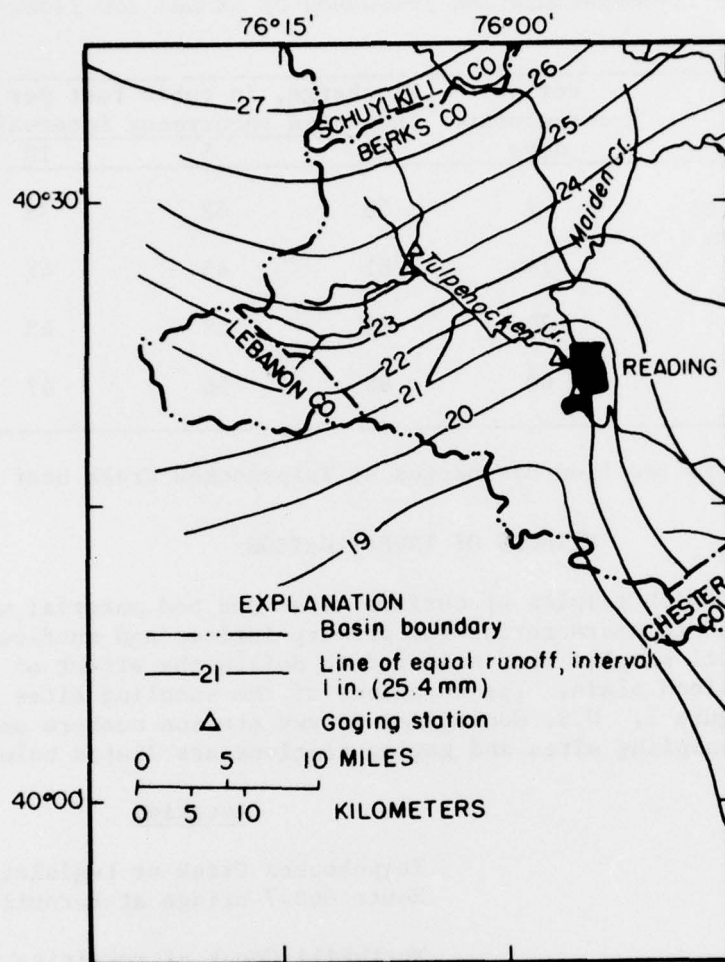 76°15'
76°00'
27
SCHUYLKILL CO
BERKS CO
26
25
24
40°30'
Maiden Cr.
Tulpehocken Cr.
23
22
21
20
19
LEBANON CO
READING
CHESTER CO.
EXPLANATION
Basin boundary
21
Line of equal runoff, interval
1 in. (25.4 mm)
Gaging station
0 5 10 MILES
0 5 10 KILOMETERS
40°00'